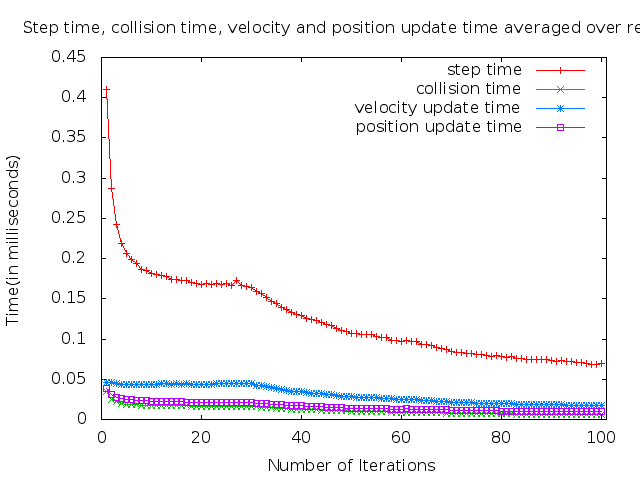 Step time, collision time, velocity and position update time averaged over re
0.45
0.4
0.35
0.3
0.25
0.2
0.15
0.1
0.05
0
step time
collision time
velocity update time
position update time
Time(in milliseconds)
0 20 40 60 80 100
Number of Iterations